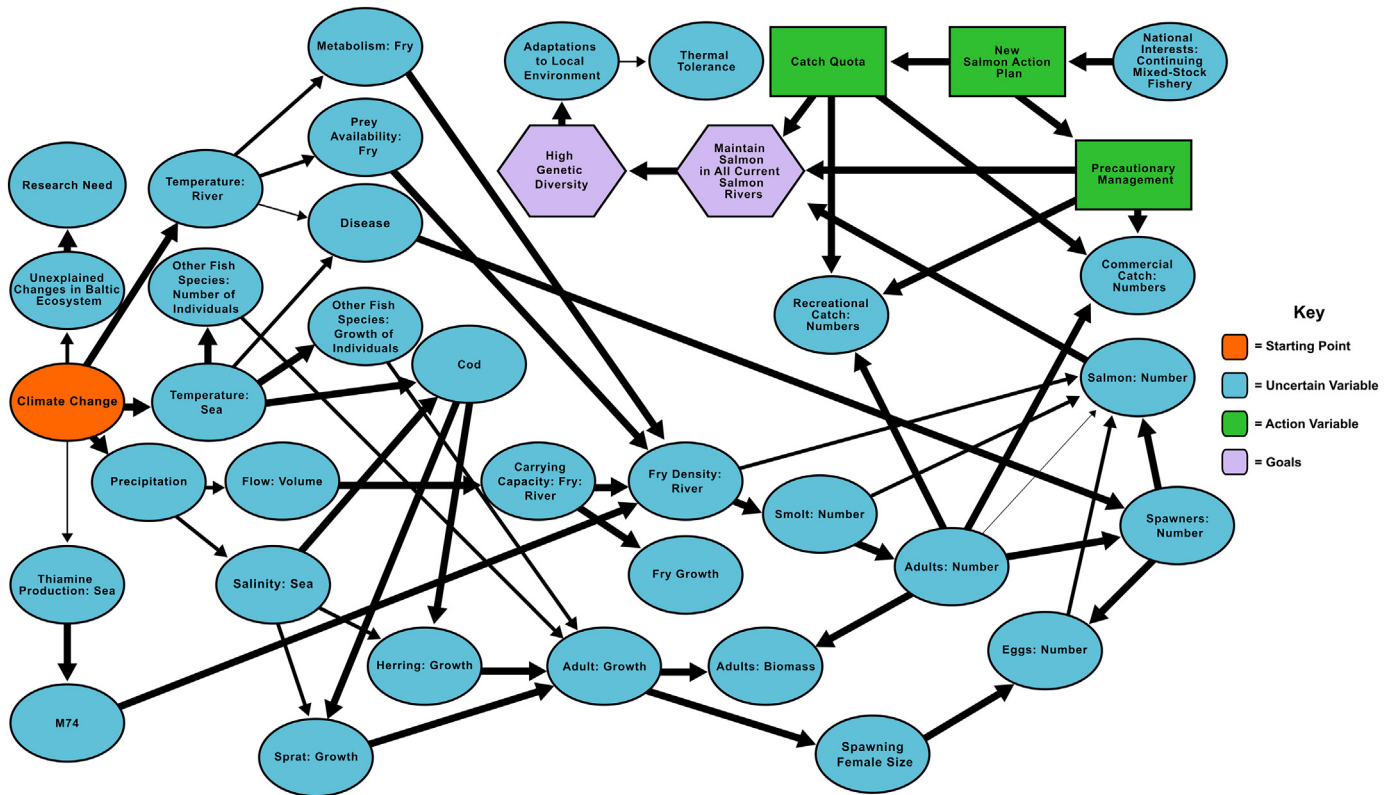 Metabolism: Fry
Adaptations
to Local
Environment
Thermal
Tolerance
Catch Quota
New
Salmon Action
Plan
National
Interests:
Continuing
Mixed-Stock
Fishery
Prey
Availability:
Fry
High
Genetic
Diversity
Maintain
Salmon
in All Current
Salmon
Rivers
Precautionary
Management
Research Need
Temperature:
River
Disease
Unexplained
Changes in Baltic
Ecosystem
Other Fish
Species:
Number of
Individuals
Other Fish
Species:
Growth of
Individuals
Recreational
Catch:
Numbers
Commercial
Catch:
Numbers
Cod
Salmon: Number
Climate Change
Temperature:
Sea
Precipitation
Flow: Volume
Carrying
Capacity: Fry:
River
Fry Density:
River
Smolt: Number
Spawners:
Number
Thiamine
Production: Sea
Salinity: Sea
Fry Growth
Adults: Number
Herring: Growth
Adult: Growth
Adults: Biomass
Eggs: Number
M74
Sprat: Growth
Spawning
Female Size
Key
= Starting Point
= Uncertain Variable
= Action Variable
= Goals